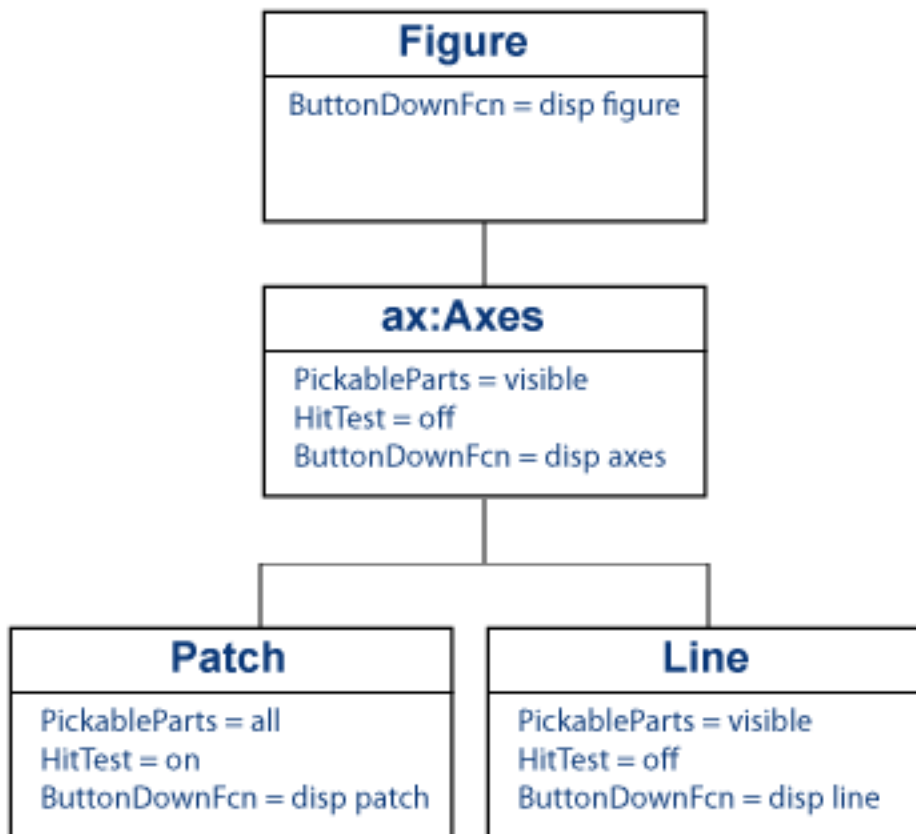 Figure
ButtonDownFcn = disp figure
ax:Axes
PickableParts = visible
HitTest = off
ButtonDownFcn = disp axes
Patch
PickableParts = all
HitTest = on
ButtonDownFcn = disp patch
Line
PickableParts = visible
HitTest = off
ButtonDownFcn = disp line